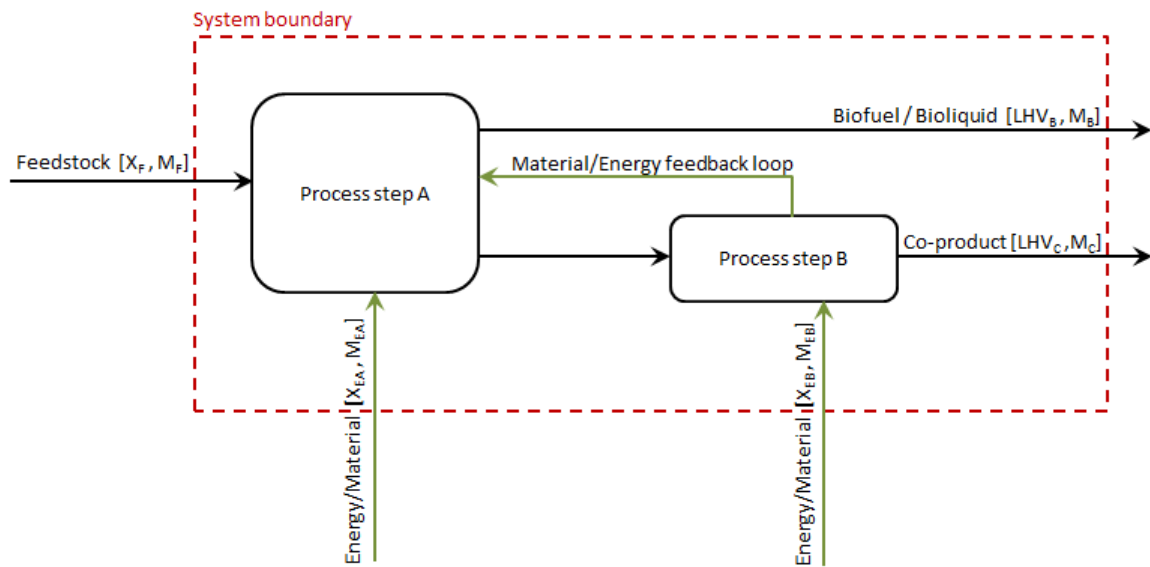 System boundary
Biofuel / Bioliquid [LHV_B, M_B]
Feedstock [X_F, M_F]
Material/Energy feedback loop
Process step A
Co-product [LHV_C, M_C]
Process step B
Energy/Material [X_EA, M_EA]
Energy/Material [X_EB, M_EB]